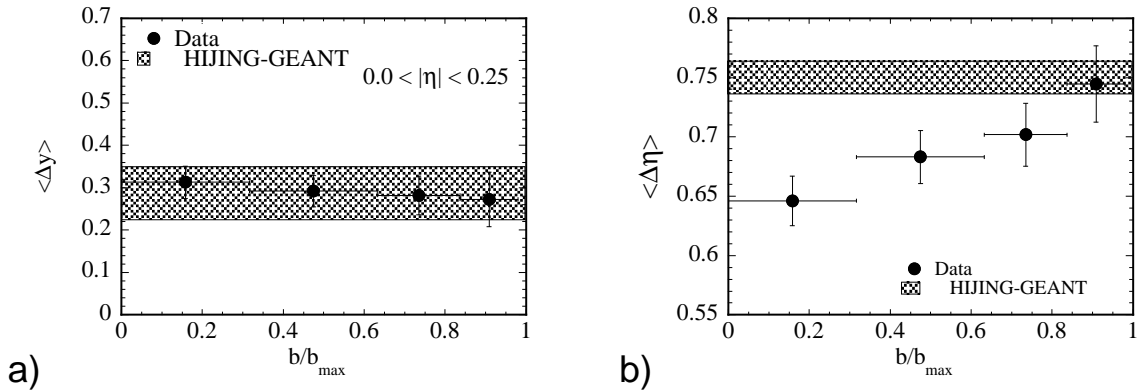 0.7
0.6
0.5
0.4
0.3
0.2
0.1
0
<Δy>
Data
HIJING-GEANT
0.0 < |η| < 0.25
0 0.2 0.4 0.6 0.8 1
b/b_max
a)
0.8
0.75
0.7
0.65
0.6
0.55
<Δη>
Data
HIJING-GEANT
0 0.2 0.4 0.6 0.8 1
b/b_max
b)